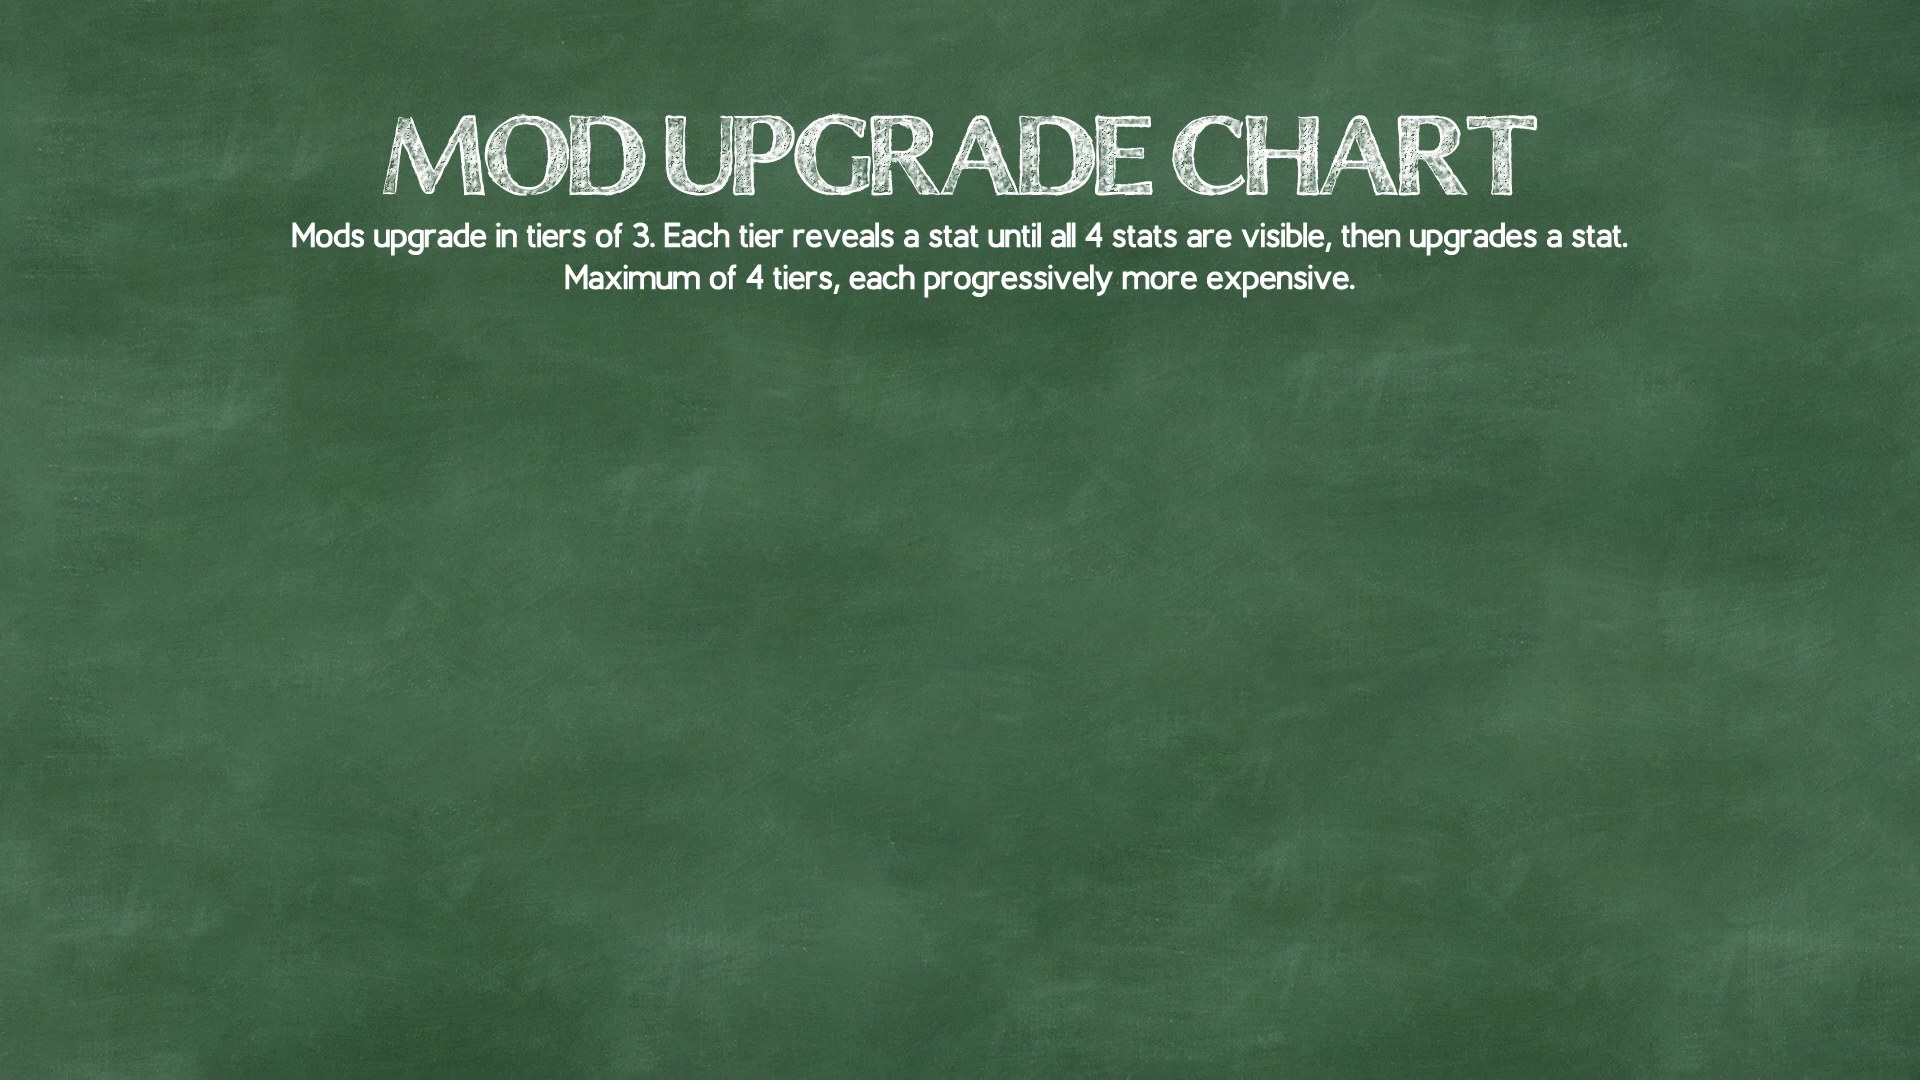 MOD UPGRADE CHART
Mods upgrade in tiers of 3. Each tier reveals a stat until all 4 stats are visible, then upgrades a stat.
Maximum of 4 tiers, each progressively more expensive.